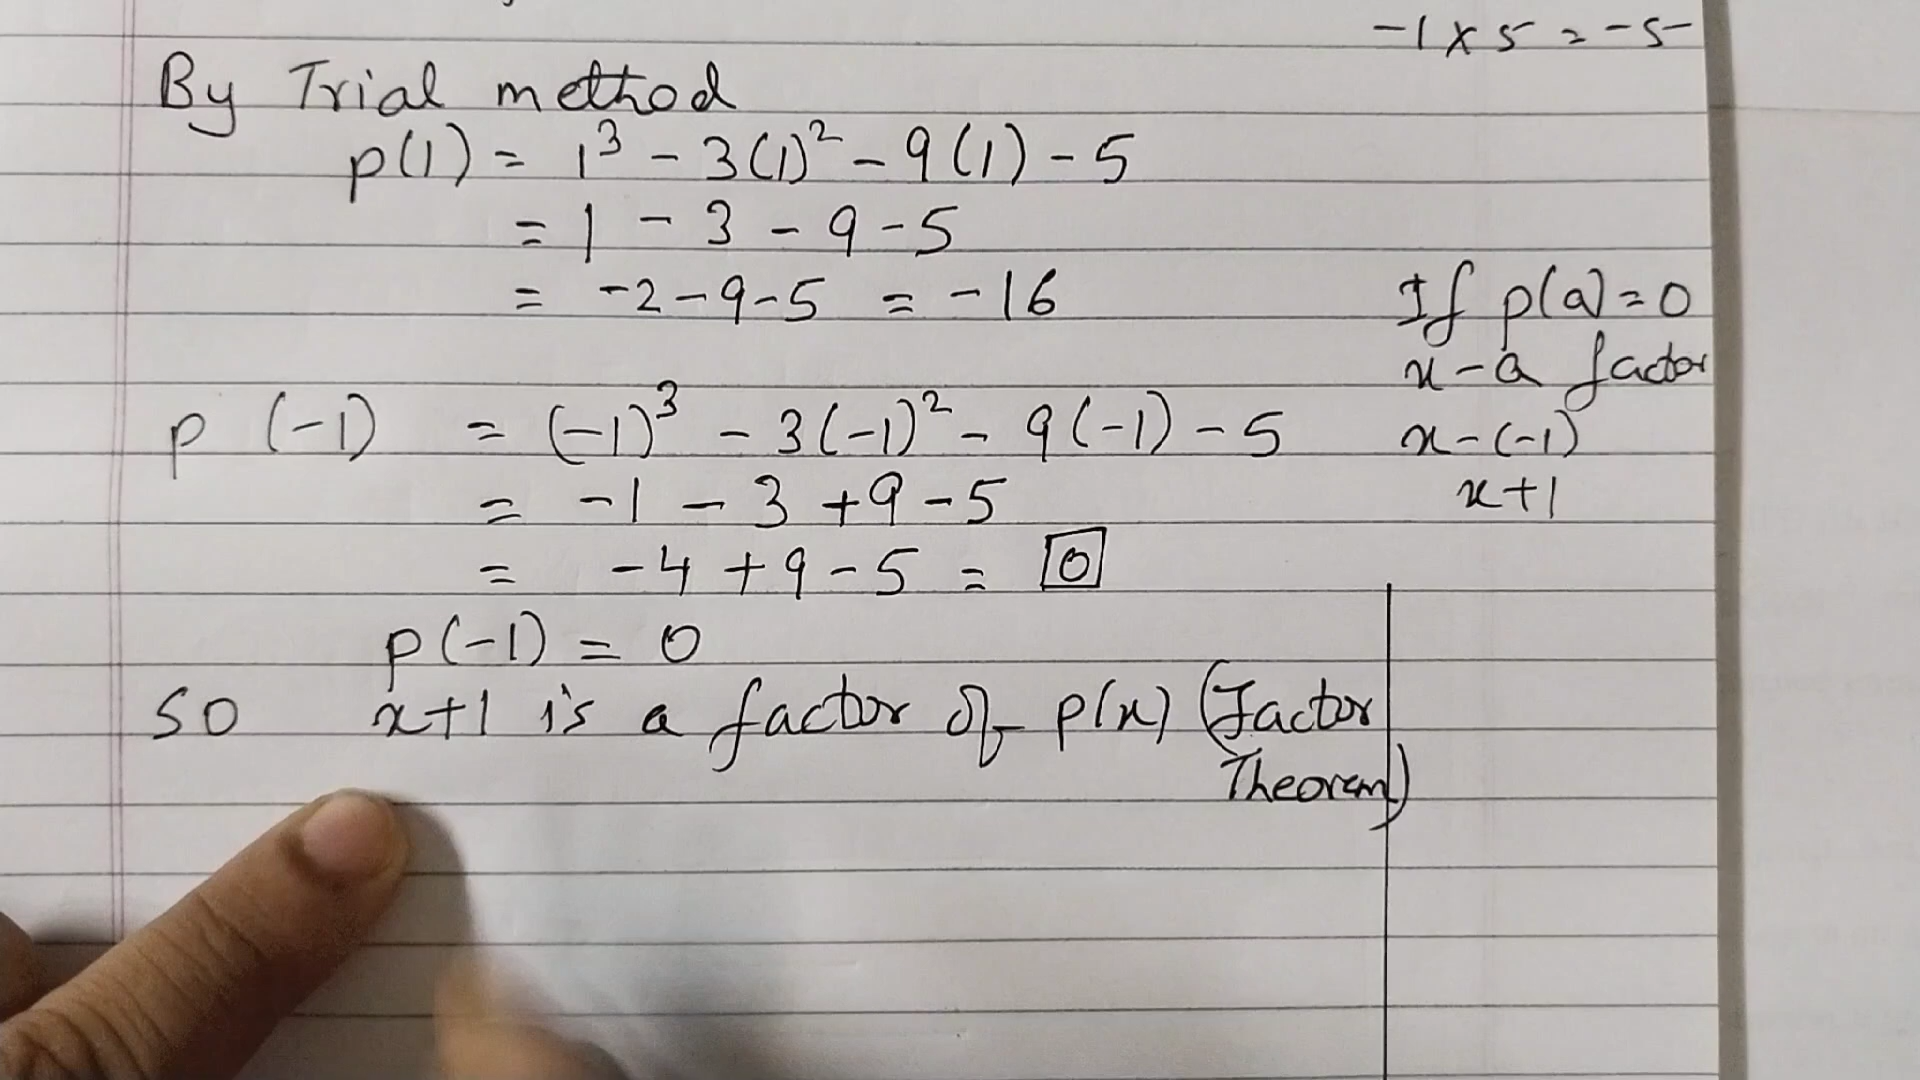 -1 x 5 = -5
By Trial method
p(1) = 1³ - 3(1)² - 9(1) - 5
= 1 - 3 - 9 - 5
= -2 - 9 - 5 = -16
If p(a) = 0
x - a factor
p (-1) = (-1)³ - 3(-1)² - 9(-1) - 5
x - (-1)
= -1 - 3 + 9 - 5
x + 1
= -4 + 9 - 5 = 0
p(-1) = 0
SO x+1 is a factor of p(x) (Factor
Theorem)